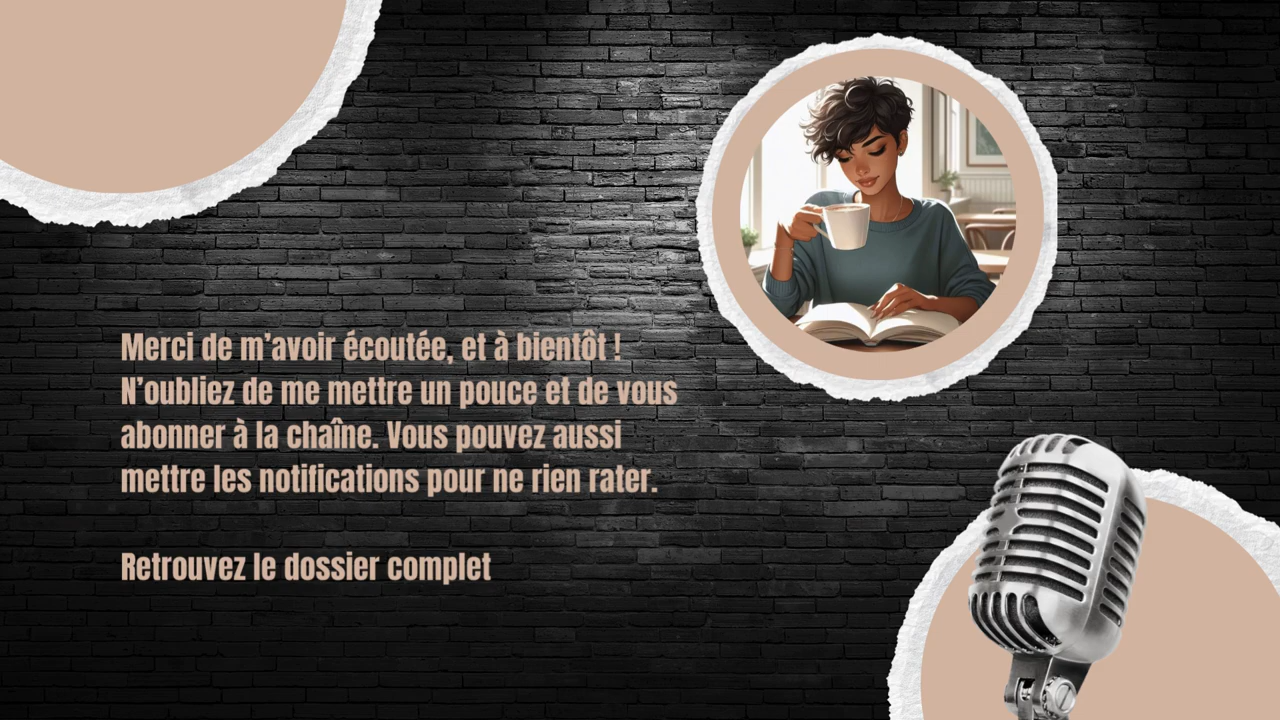 Merci de m’avoir écoutée, et à bientôt !
N’oubliez de me mettre un pouce et de vous
abonner à la chaîne. Vous pouvez aussi
mettre les notifications pour ne rien rater.
Retrouvez le dossier complet